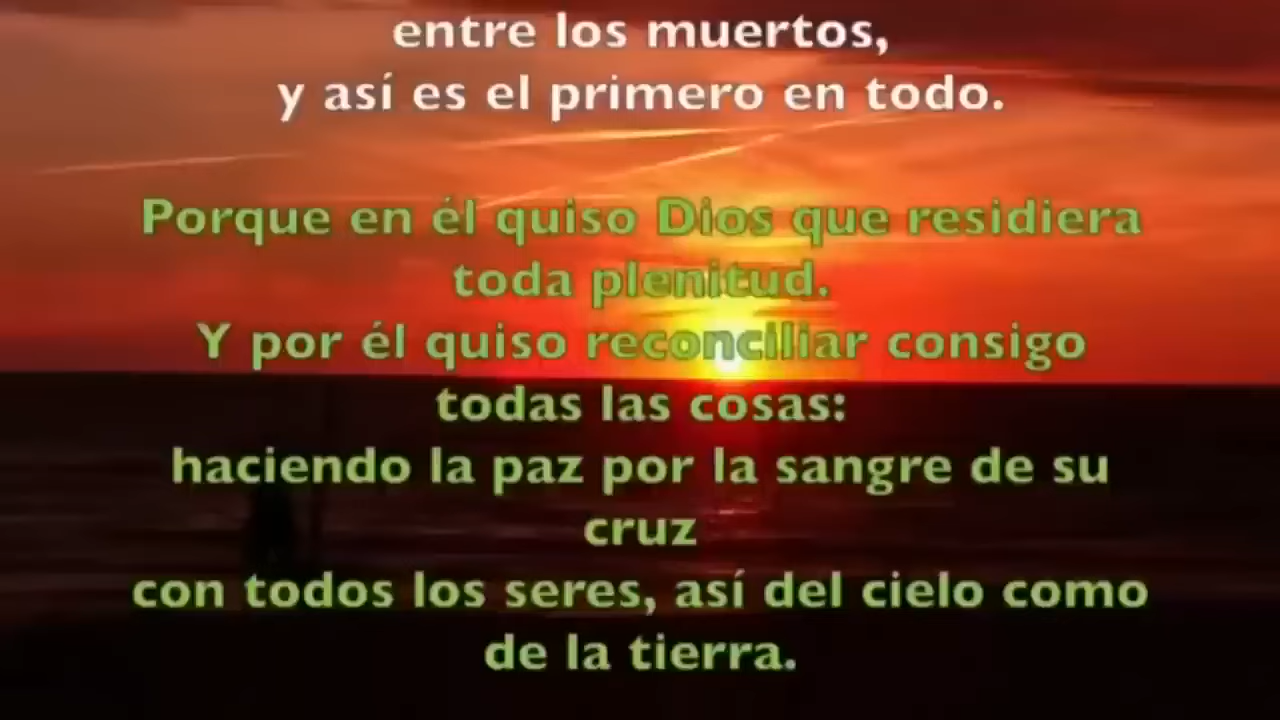 entre los muertos,
y así es el primero en todo.
Porque en él quiso Dios que residiera
toda plenitud.
Y por él quiso reconciliar consigo
todas las cosas:
haciendo la paz por la sangre de su
cruz
con todos los seres, así del cielo como
de la tierra.